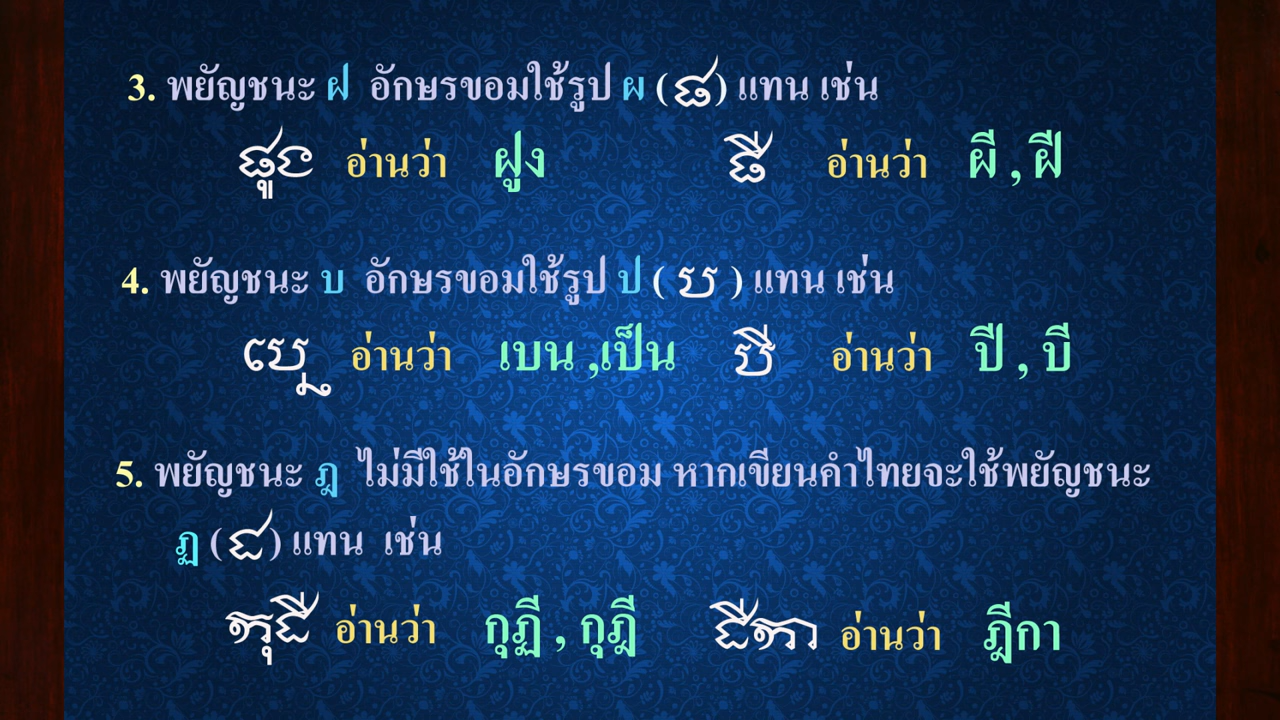 3. พยัญชนะ ฝ อักษรขอมใช้รูป ผ ( ) แทน เช่น
อ่านว่า ฝูง อ่านว่า ผี , ฝี
4. พยัญชนะ บ อักษรขอมใช้รูป ป ( ) แทน เช่น
อ่านว่า เบน ,เป็น อ่านว่า ปี , บี
5. พยัญชนะ ฎ ไม่มีใช้ในอักษรขอม หากเขียนคำไทยจะใช้พยัญชนะ
ฏ ( ) แทน เช่น
อ่านว่า กุฏี , กุฎี อ่านว่า ฎีกา